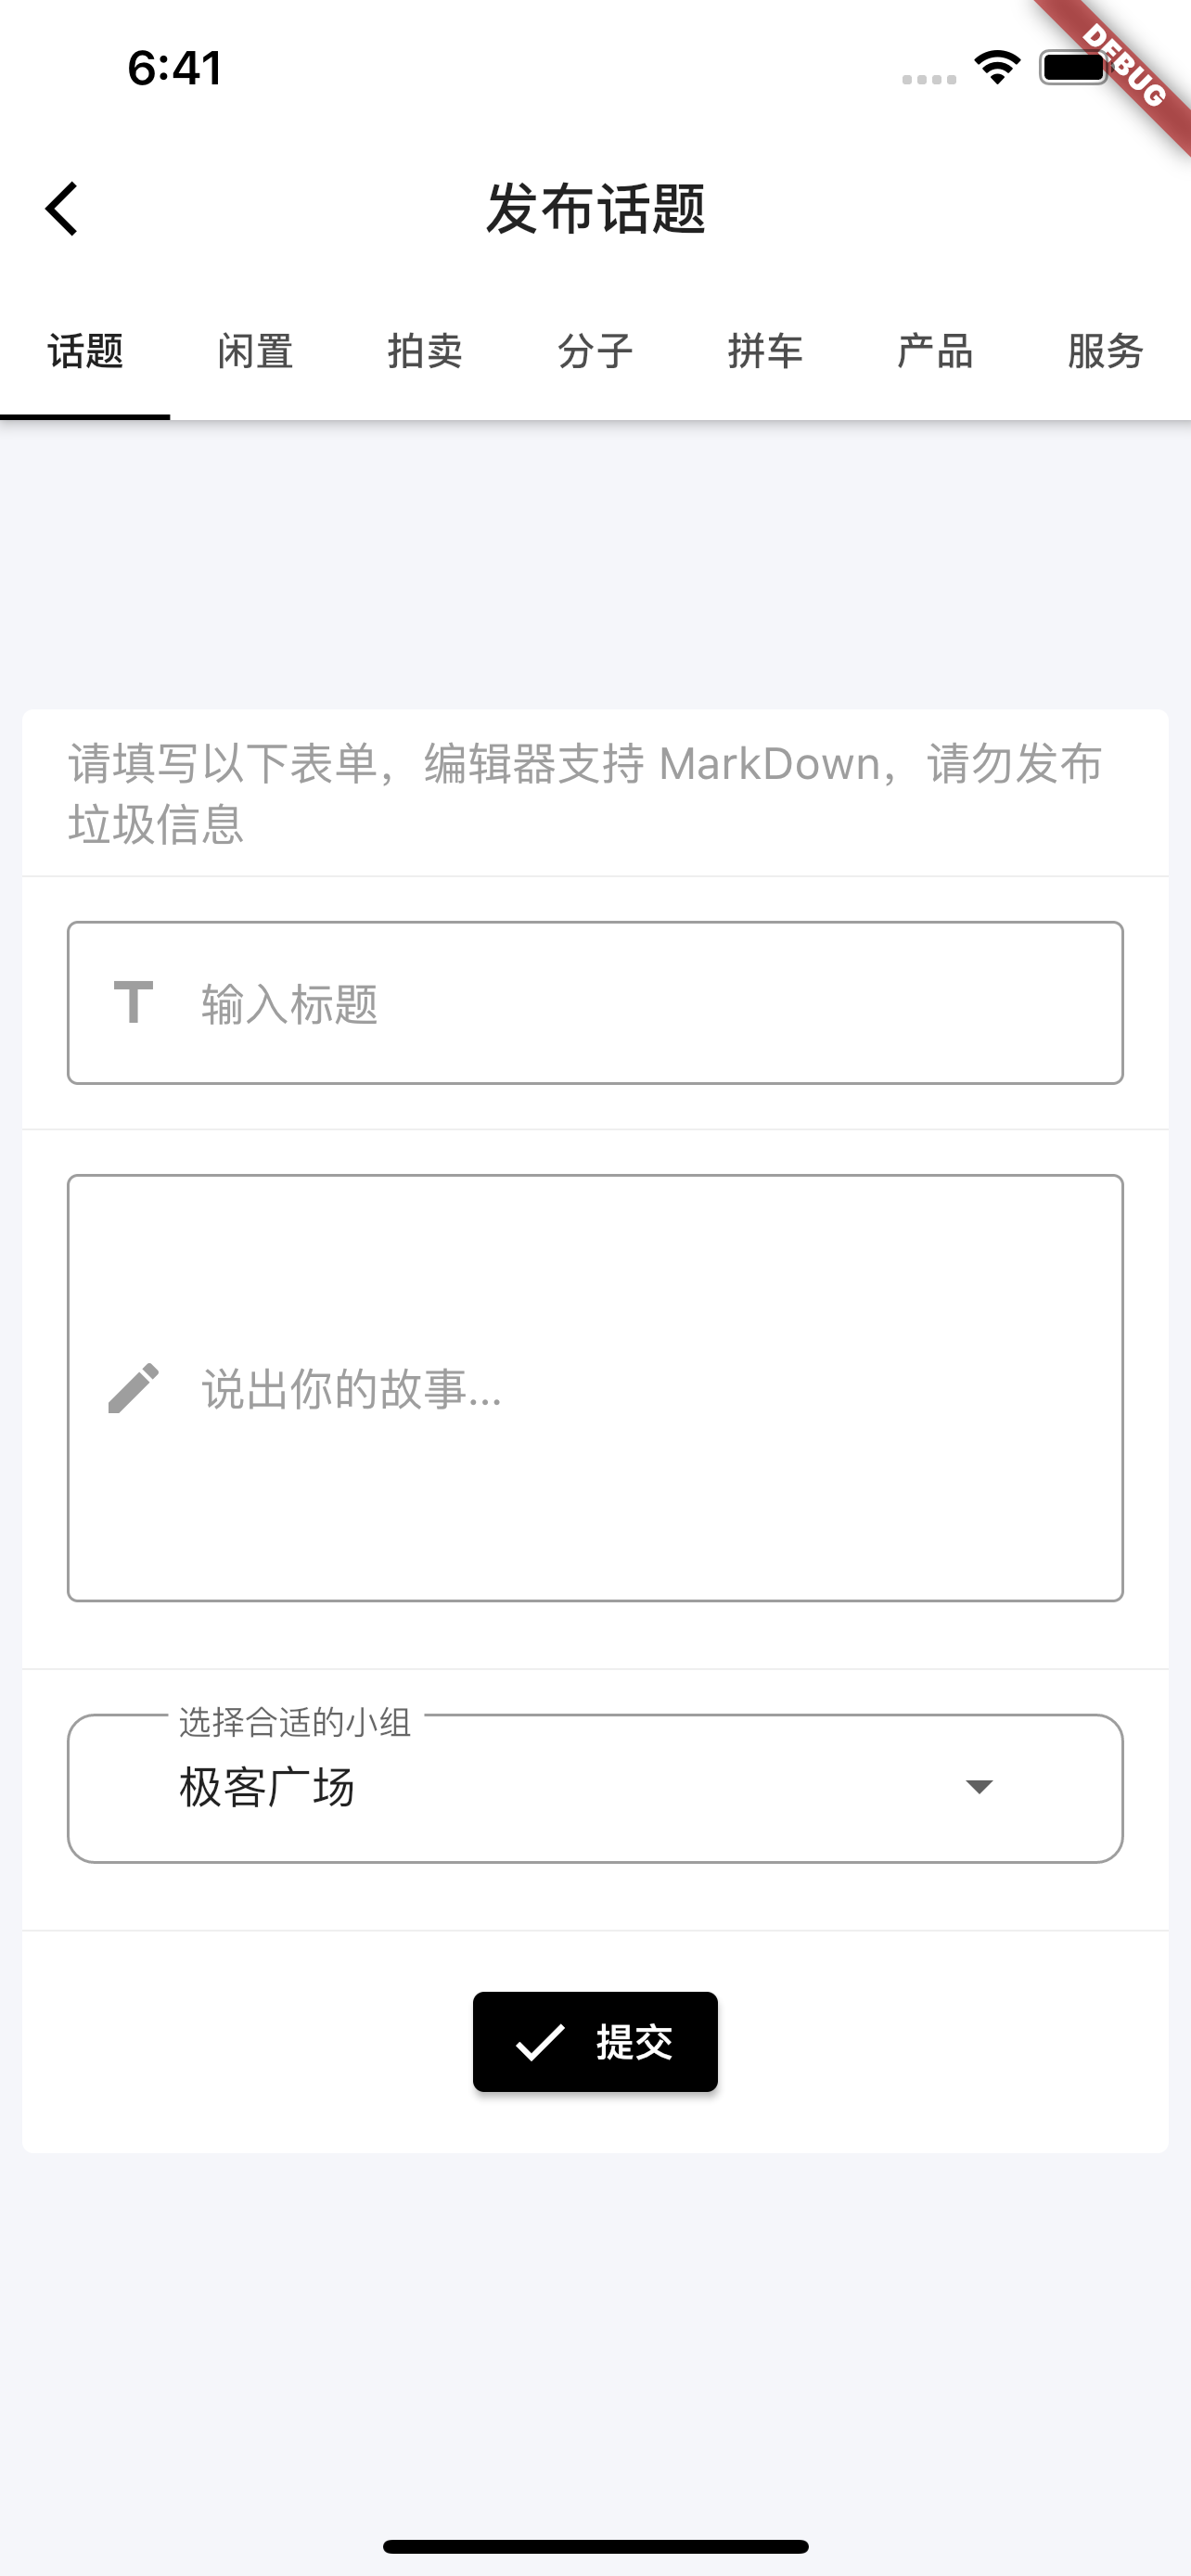 6:41
DEBUG
发布话题
话题 闲置 拍卖 分子 拼车 产品 服务
请填写以下表单，编辑器支持 MarkDown，请勿发布
垃圾信息
输入标题
说出你的故事...
选择合适的小组
极客广场
提交